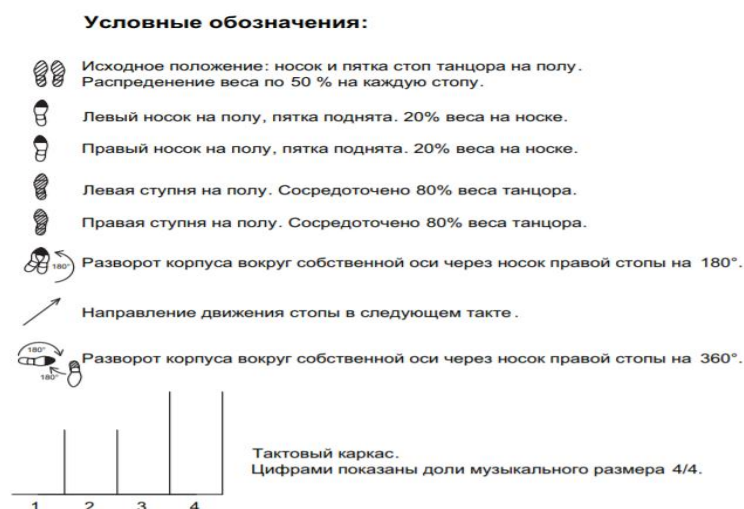 Условные обозначения:
Исходное положение: носок и пятка стоп танцора на полу.
Распреденение веса по 50 % на каждую стопу.
Левый носок на полу, пятка поднята. 20% веса на носке.
Правый носок на полу, пятка поднята. 20% веса на носке.
Левая ступня на полу. Сосредоточено 80% веса танцора.
Правая ступня на полу. Сосредоточено 80% веса танцора.
180°
Разворот корпуса вокруг собственной оси через носок правой стопы на 180°.
Направление движения стопы в следующем такте.
180°
180°
Разворот корпуса вокруг собственной оси через носок правой стопы на 360°.
Тактовый каркас.
Цифрами показаны доли музыкального размера 4/4.
1 2 3 4